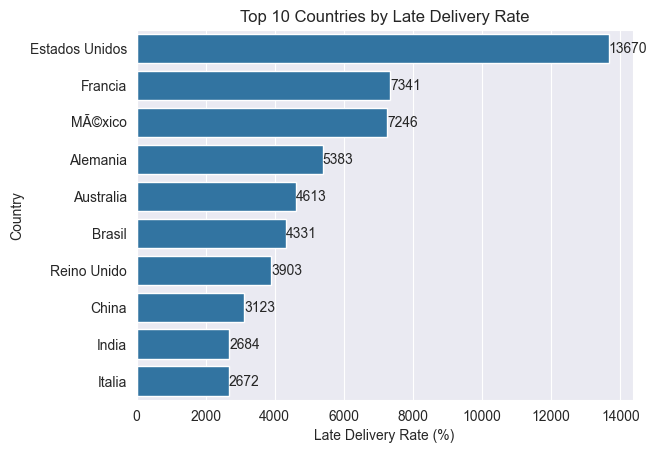 Top 10 Countries by Late Delivery Rate
Estados Unidos 13670
Francia 7341
MÃ©xico 7246
Alemania 5383
Australia 4613
Brasil 4331
Reino Unido 3903
China 3123
India 2684
Italia 2672
Country
0 2000 4000 6000 8000 10000 12000 14000
Late Delivery Rate (%)